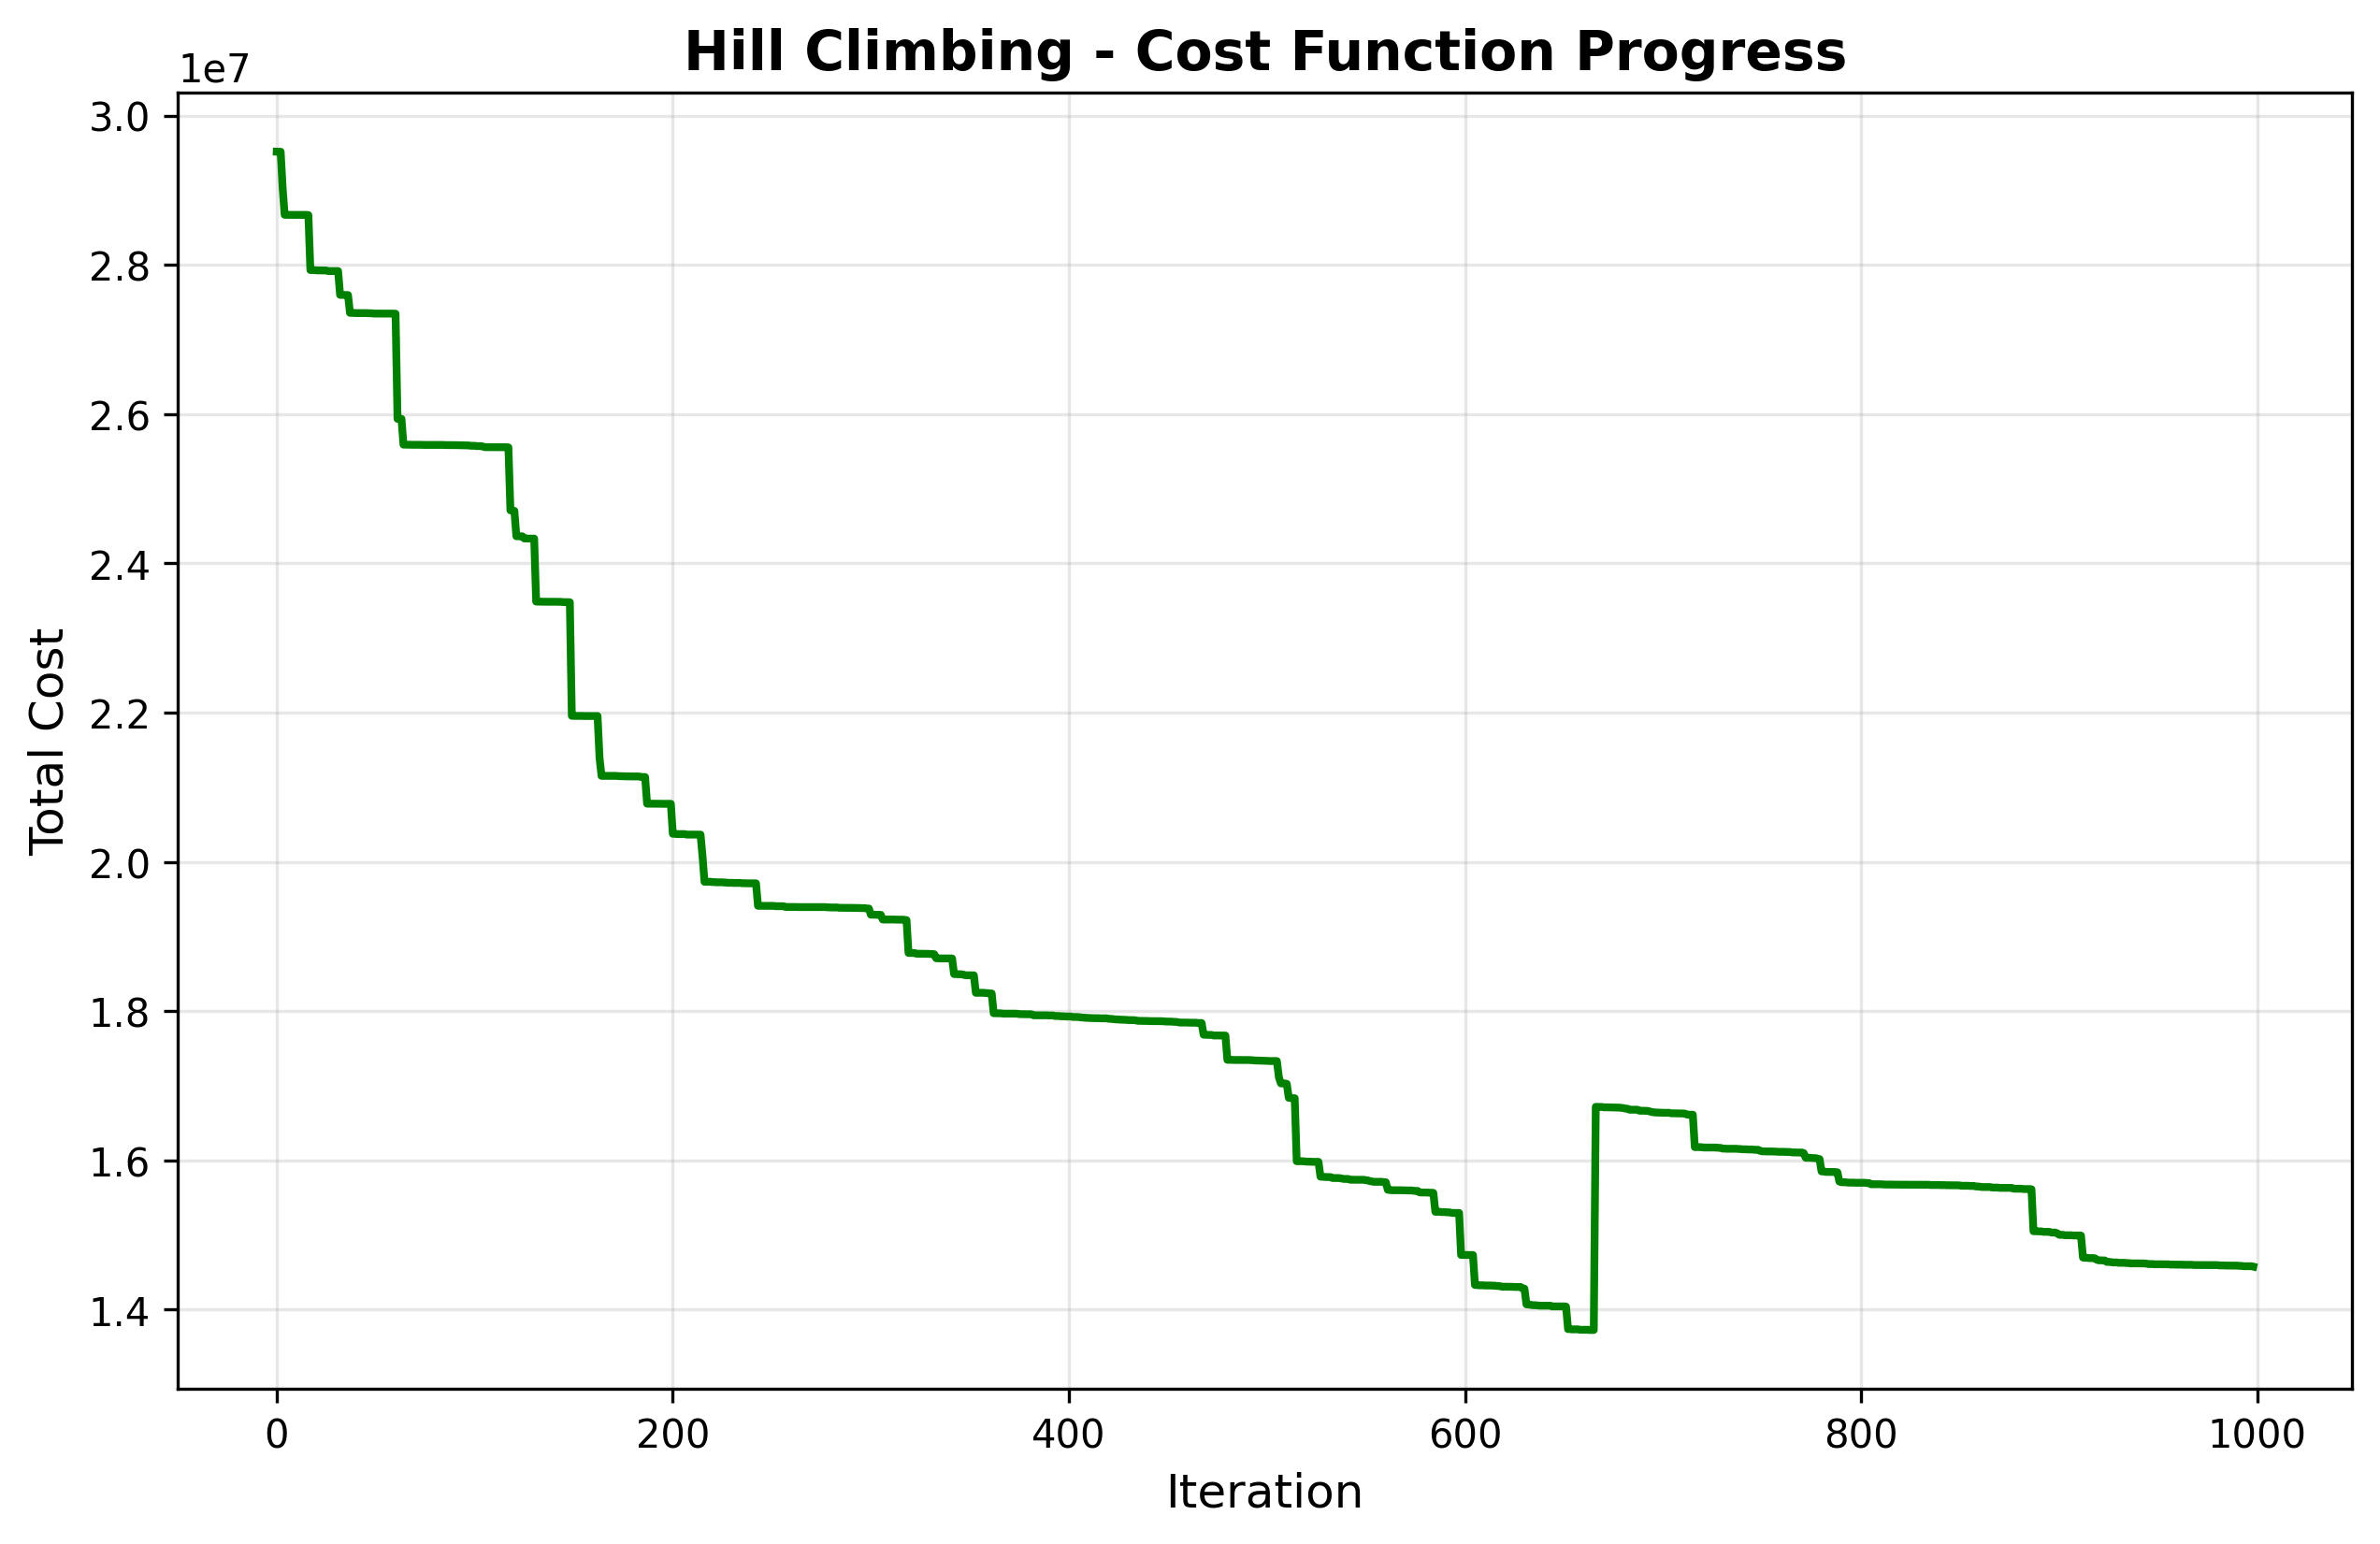 Hill Climbing - Cost Function Progress
1e7
3.0
2.8
2.6
2.4
2.2
2.0
1.8
1.6
1.4
Total Cost
0 200 400 600 800 1000
Iteration